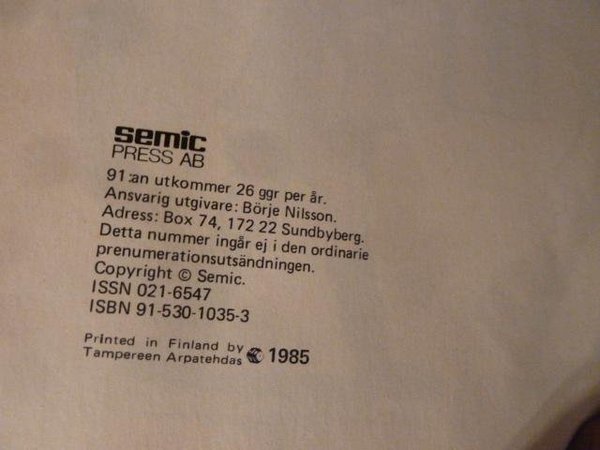 semic
PRESS AB
91:an utkommer 26 ggr per år.
Ansvarig utgivare: Börje Nilsson.
Adress: Box 74, 172 22 Sundbyberg.
Detta nummer ingår ej i den ordinarie
prenumerationsutsändningen.
Copyright © Semic.
ISSN 021-6547
ISBN 91-530-1035-3
Printed in Finland by
Tampereen Arpatehdas 1985